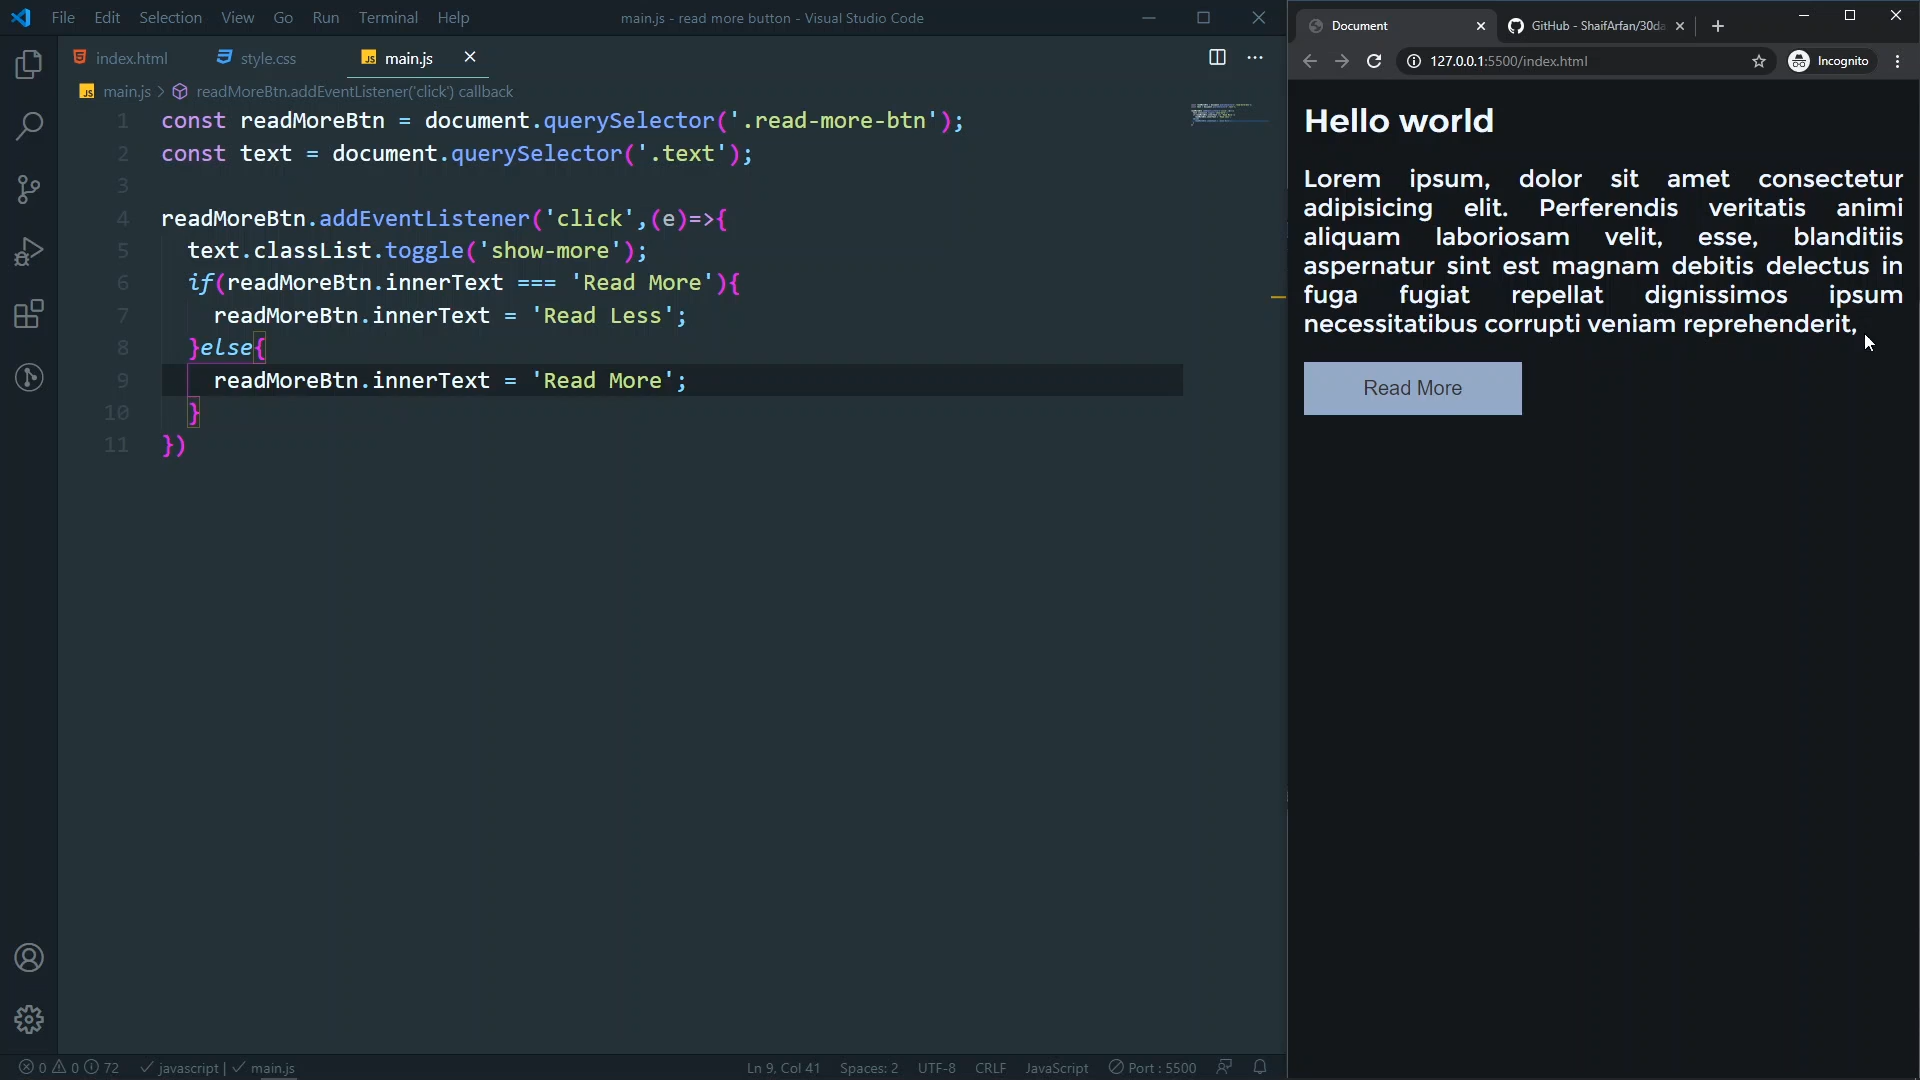 File Edit Selection View Go Run Terminal Help
main.js - read more button - Visual Studio Code
index.html
style.css
JS main.js
JS main.js > readMoreBtn.addEventListener('click') callback
1 const readMoreBtn = document.querySelector('.read-more-btn');
2 const text = document.querySelector('.text');
3
4 readMoreBtn.addEventListener('click',(e)=>{
5 text.classList.toggle('show-more');
6 if(readMoreBtn.innerText === 'Read More'){
7 readMoreBtn.innerText = 'Read Less';
8 }else{
9 readMoreBtn.innerText = 'Read More';
10 }
11 })
0 0 72 javascript | main.js
Ln 9, Col 41 Spaces: 2 UTF-8 CRLF JavaScript Port : 5500
Document
GitHub - ShaifArfan/30da
127.0.0.1:5500/index.html
Incognito
Hello world
Lorem ipsum, dolor sit amet consectetur
adipisicing elit. Perferendis veritatis animi
aliquam laboriosam velit, esse, blanditiis
aspernatur sint est magnam debitis delectus in
fuga fugiat repellat dignissimos ipsum
necessitatibus corrupti veniam reprehenderit,
Read More